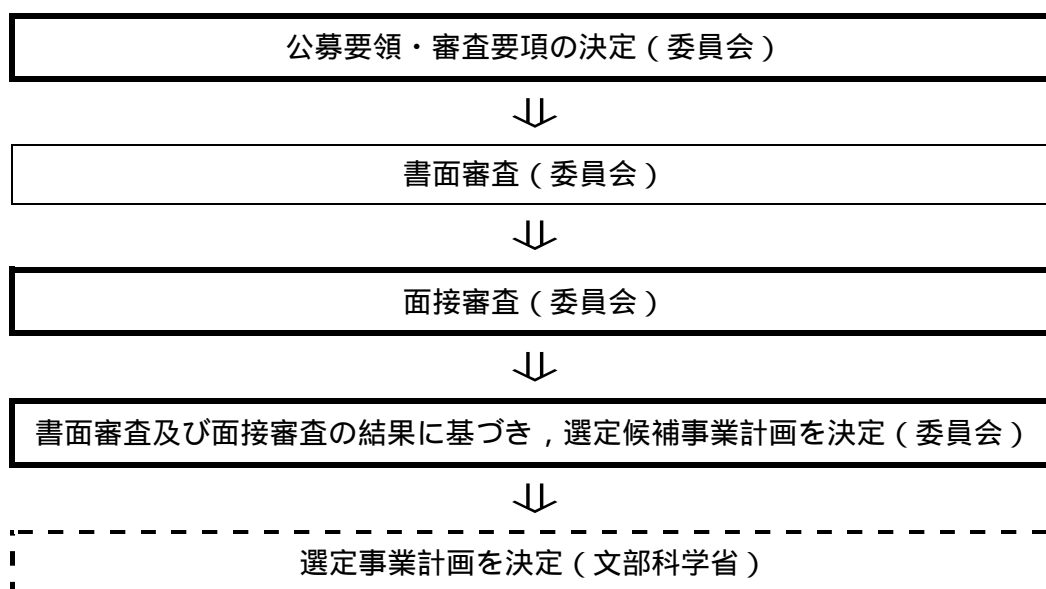 公募要領・審査要項の決定（委員会）
⇓
書面審査（委員会）
⇓
面接審査（委員会）
⇓
書面審査及び面接審査の結果に基づき，選定候補事業計画を決定（委員会）
⇓
選定事業計画を決定（文部科学省）